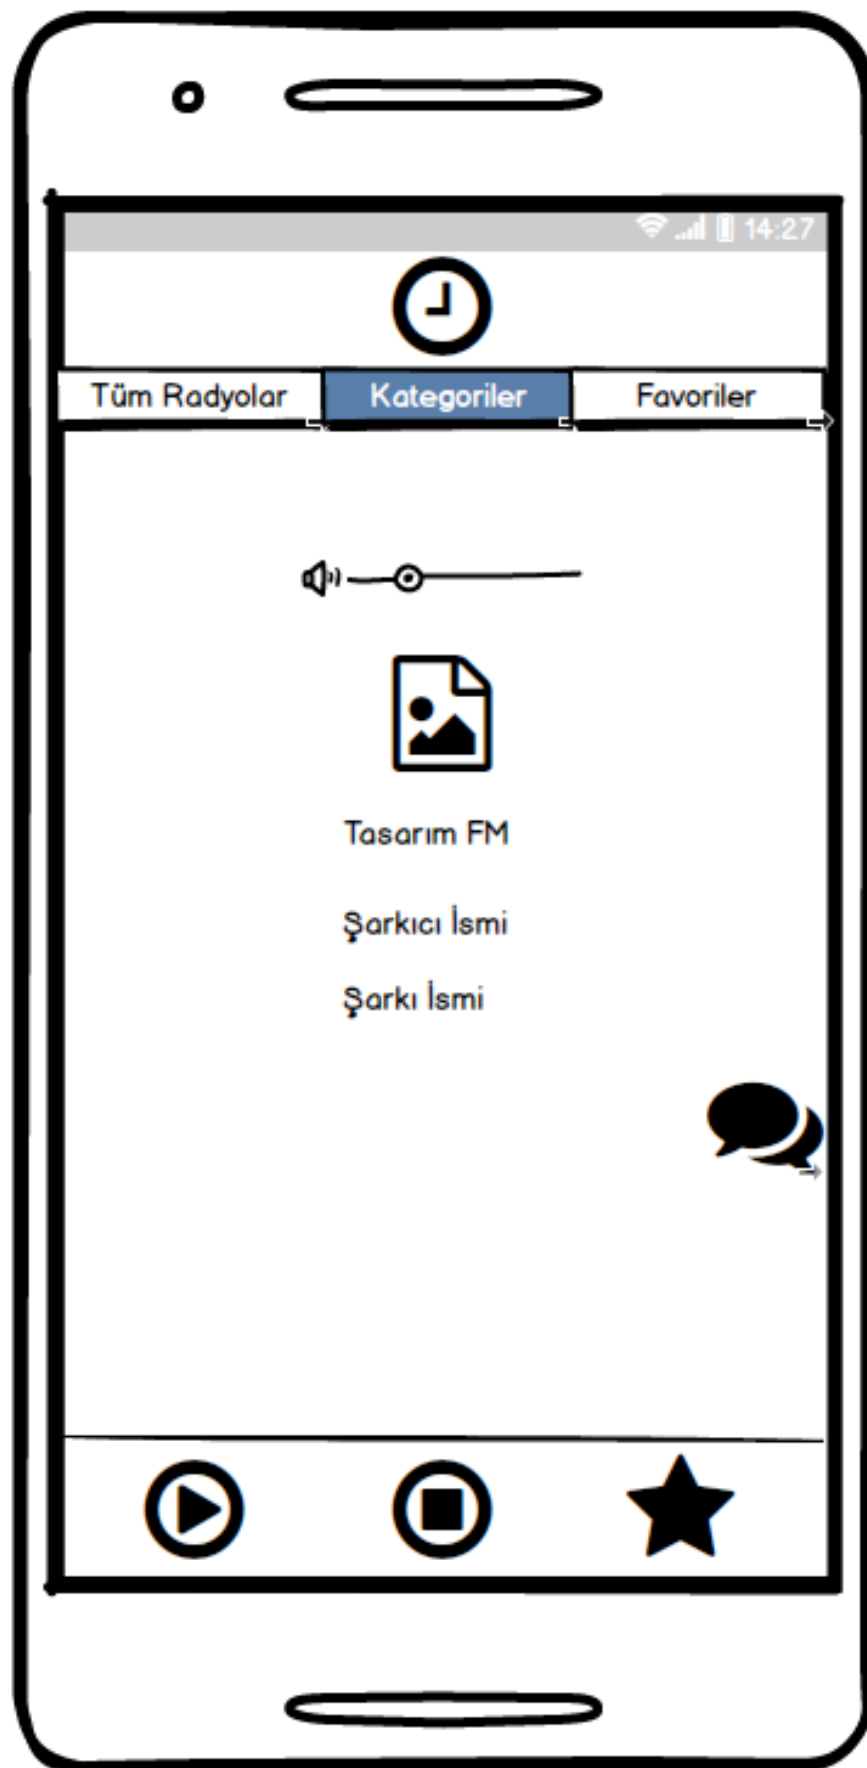 14:27
Tüm Radyolar Kategoriler Favoriler
Tasarım FM
Şarkıcı İsmi
Şarkı İsmi